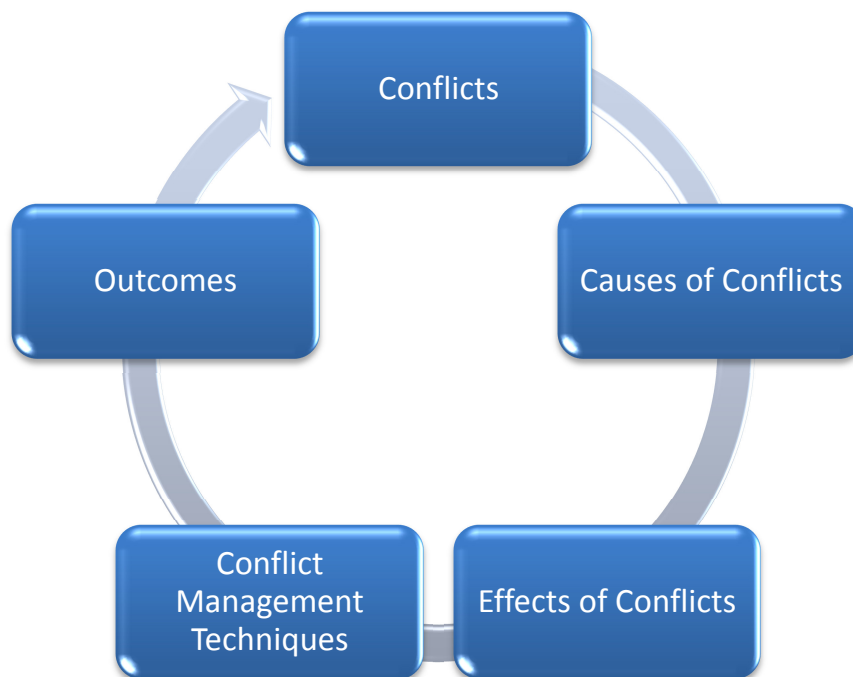 Conflicts
Causes of Conflicts
Effects of Conflicts
Conflict
Management
Techniques
Outcomes